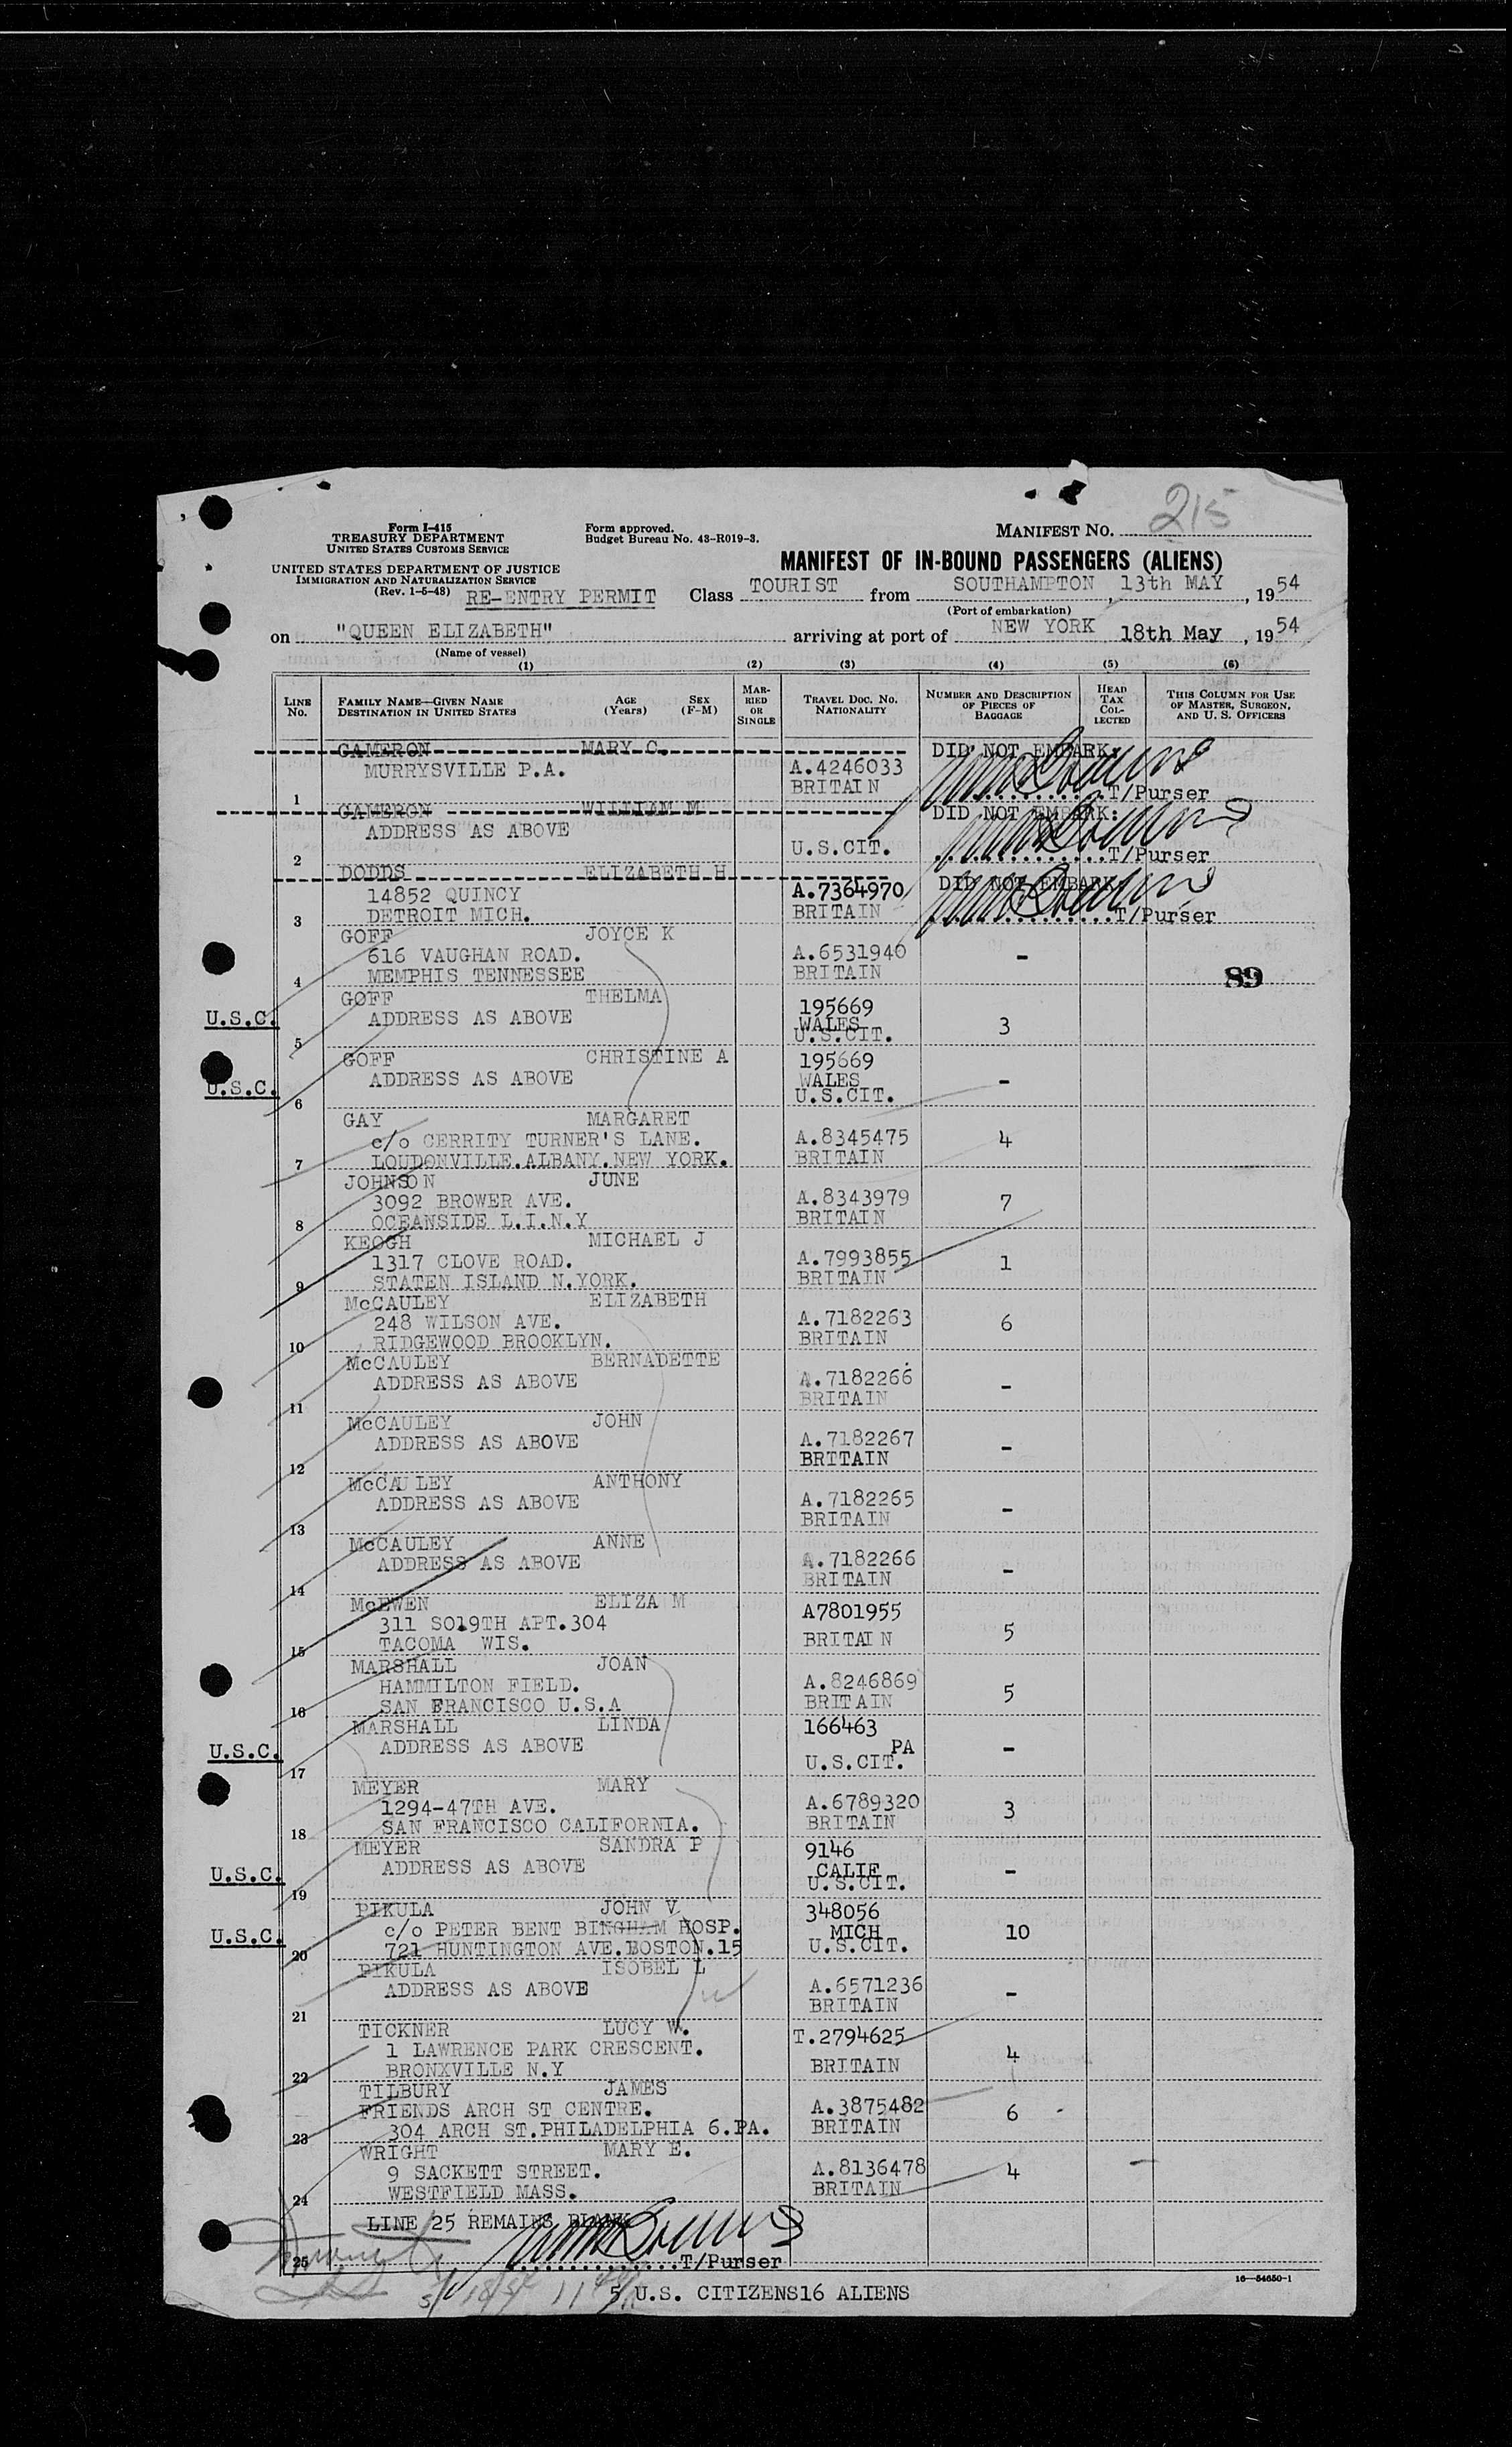 215
Form I-415
TREASURY DEPARTMENT
UNITED STATES CUSTOMS SERVICE
UNITED STATES DEPARTMENT OF JUSTICE
IMMIGRATION AND NATURALIZATION SERVICE
(Rev. 1-5-48)
Form approved.
Budget Bureau No. 43-R019-3.
MANIFEST NO.
MANIFEST OF IN-BOUND PASSENGERS (ALIENS)
RE-ENTRY PERMIT Class TOURIST from SOUTHAMPTON, 13th MAY, 1954
(Port of embarkation)
on "QUEEN ELIZABETH" arriving at port of NEW YORK 18th May, 1954
(Name of vessel)
(1) (2) (3) (4) (5) (6)
LINE No. FAMILY NAME—GIVEN NAME DESTINATION IN UNITED STATES AGE (Years) SEX (F-M) MARRIED OR SINGLE TRAVEL DOC. NO. NATIONALITY NUMBER AND DESCRIPTION OF PIECES OF BAGGAGE HEAD TAX COLLECTED THIS COLUMN FOR USE OF MASTER, SURGEON, AND U. S. OFFICERS
CAMERON MARY C. DID NOT EMBARK:
MURRYSVILLE P.A. A.4246033
1 BRITAIN T/Purser
CAMERON WILLIAM M DID NOT EMBARK:
ADDRESS AS ABOVE
2 U.S.CIT. T/Purser
DODDS ELIZABETH H DID NOT EMBARK:
14852 QUINCY A.7364970
3 DETROIT MICH. BRITAIN T/Purser
GOFF JOYCE K
616 VAUGHAN ROAD. A.6531940 -
4 MEMPHIS TENNESSEE BRITAIN 89
GOFF THELMA 195669
U.S.C. ADDRESS AS ABOVE WALES 3
5 U.S.CIT.
GOFF CHRISTINE A 195669
U.S.C. ADDRESS AS ABOVE WALES -
6 U.S.CIT.
GAY MARGARET
c/o CERRITY TURNER'S LANE. A.8345475 4
7 LOUDONVILLE.ALBANY.NEW YORK. BRITAIN
JOHNSON JUNE
3092 BROWER AVE. A.8343979 7
8 OCEANSIDE L.I.N.Y BRITAIN
KEOGH MICHAEL J
1317 CLOVE ROAD. A.7993855 1
9 STATEN ISLAND N.YORK. BRITAIN
McCAULEY ELIZABETH
248 WILSON AVE. A.7182263 6
10 RIDGEWOOD BROOKLYN. BRITAIN
McCAULEY BERNADETTE
ADDRESS AS ABOVE A.7182266 -
11 BRITAIN
McCAULEY JOHN
ADDRESS AS ABOVE A.7182267 -
12 BRITAIN
McCAULEY ANTHONY
ADDRESS AS ABOVE A.7182265 -
13 BRITAIN
McCAULEY ANNE
ADDRESS AS ABOVE A.7182266 -
14 BRITAIN
McEWEN ELIZA M
311 SO19TH APT.304 A7801955
15 TACOMA WIS. BRITAIN 5
MARSHALL JOAN
HAMMILTON FIELD. A.8246869 5
16 SAN FRANCISCO U.S.A BRITAIN
MARSHALL LINDA 166463
U.S.C. ADDRESS AS ABOVE PA -
17 U.S.CIT.
MEYER MARY
1294-47TH AVE. A.6789320 3
18 SAN FRANCISCO CALIFORNIA. BRITAIN
MEYER SANDRA P 9146
U.S.C. ADDRESS AS ABOVE CALIF -
19 U.S.CIT.
PIKULA JOHN V 348056
U.S.C. c/o PETER BENT BINGHAM HOSP. MICH 10
20 721 HUNTINGTON AVE.BOSTON.15 U.S.CIT.
PIKULA ISOBEL L
ADDRESS AS ABOVE A.6571236 -
21 BRITAIN
TICKNER LUCY W. T.2794625
1 LAWRENCE PARK CRESCENT. 4
22 BRONXVILLE N.Y BRITAIN
TILBURY JAMES
FRIENDS ARCH ST CENTRE. A.3875482 6
23 304 ARCH ST.PHILADELPHIA 6.PA. BRITAIN
WRIGHT MARY E.
9 SACKETT STREET. A.8136478 4
24 WESTFIELD MASS. BRITAIN
LINE 25 REMAINS BLANK
25 T/Purser
16—54650-1
5 U.S. CITIZENS16 ALIENS